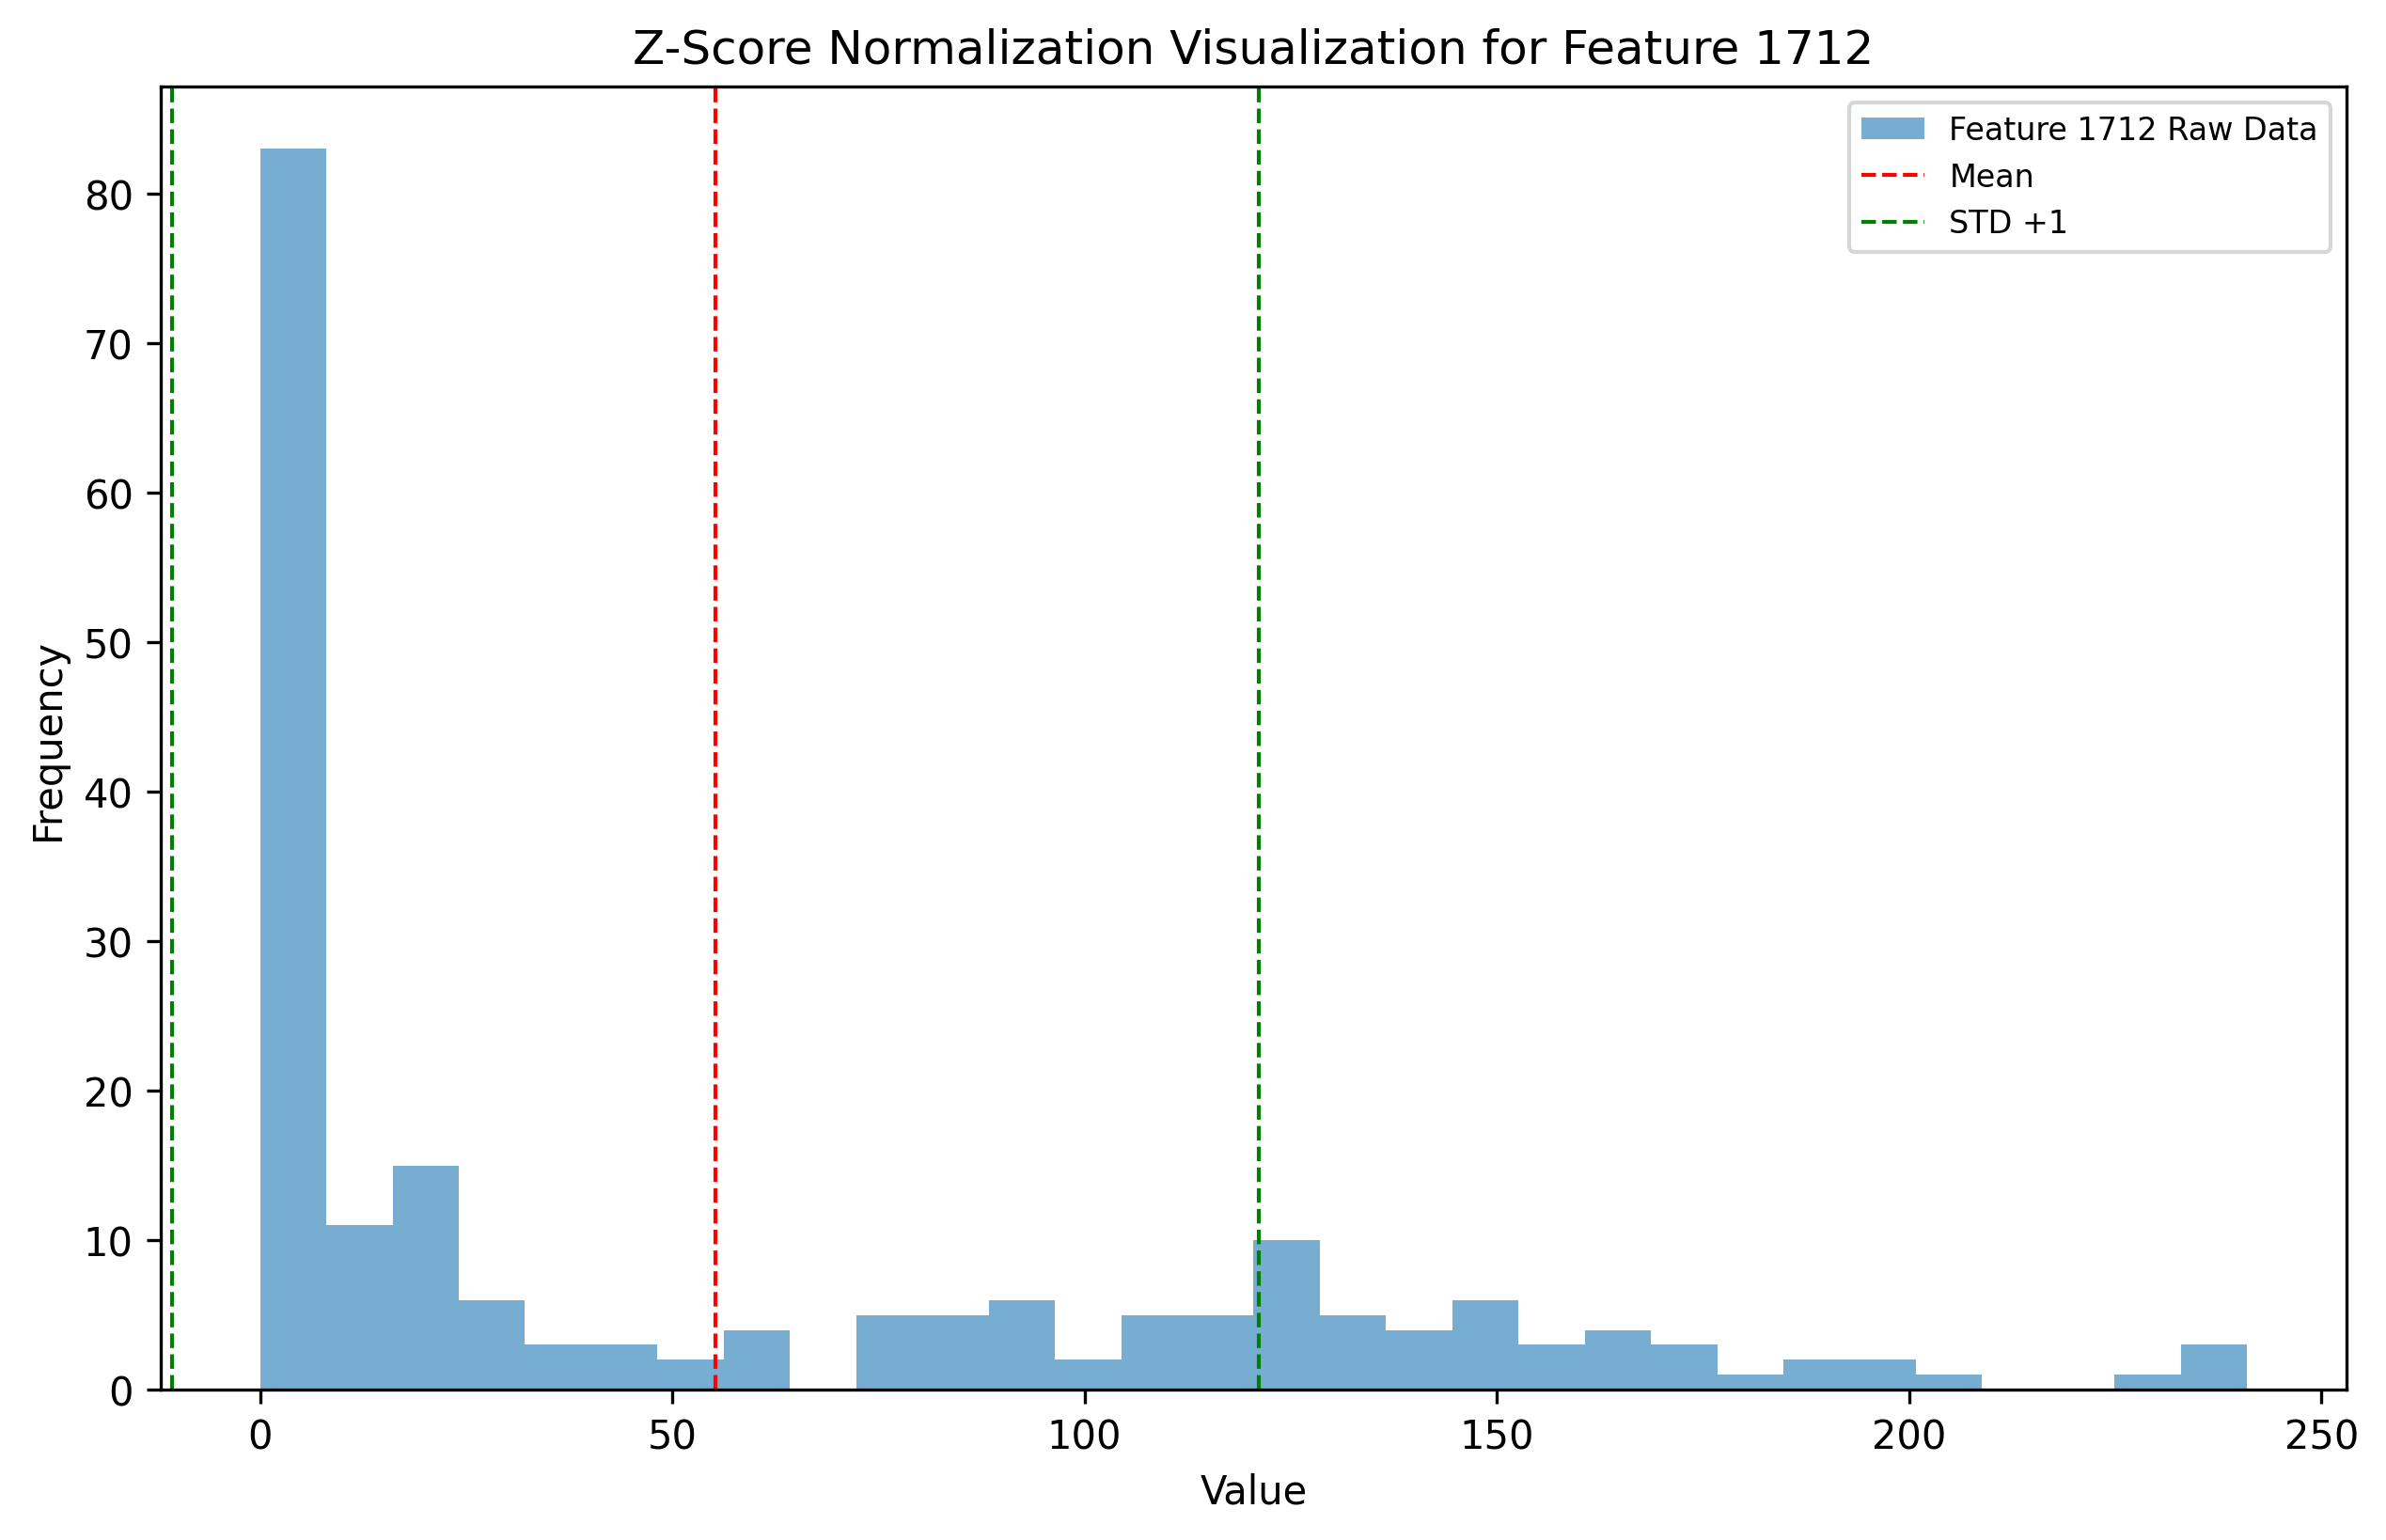 Z-Score Normalization Visualization for Feature 1712
Feature 1712 Raw Data
Mean
STD +1
80
70
60
50
40
30
20
10
0
Frequency
0 50 100 150 200 250
Value